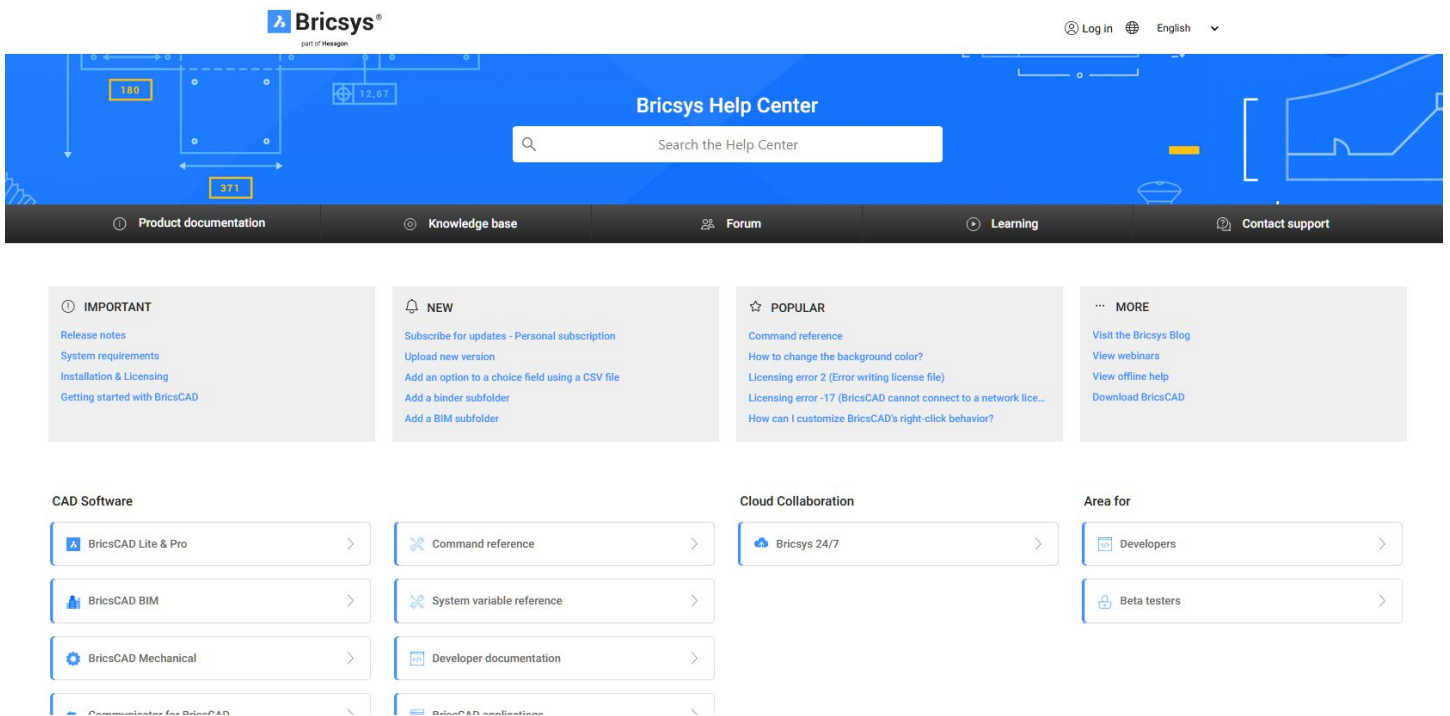 Bricsys®
part of Hexagon
Log in
English
180
12,67
371
Bricsys Help Center
Search the Help Center
Product documentation
Knowledge base
Forum
Learning
Contact support
IMPORTANT
Release notes
System requirements
Installation & Licensing
Getting started with BricsCAD
NEW
Subscribe for updates - Personal subscription
Upload new version
Add an option to a choice field using a CSV file
Add a binder subfolder
Add a BIM subfolder
POPULAR
Command reference
How to change the background color?
Licensing error 2 (Error writing license file)
Licensing error -17 (BricsCAD cannot connect to a network lice...
How can I customize BricsCAD's right-click behavior?
MORE
Visit the Bricsys Blog
View webinars
View offline help
Download BricsCAD
CAD Software
BricsCAD Lite & Pro
BricsCAD BIM
BricsCAD Mechanical
Communicator for BricsCAD
Command reference
System variable reference
Developer documentation
BricsCAD applications
Cloud Collaboration
Bricsys 24/7
Area for
Developers
Beta testers